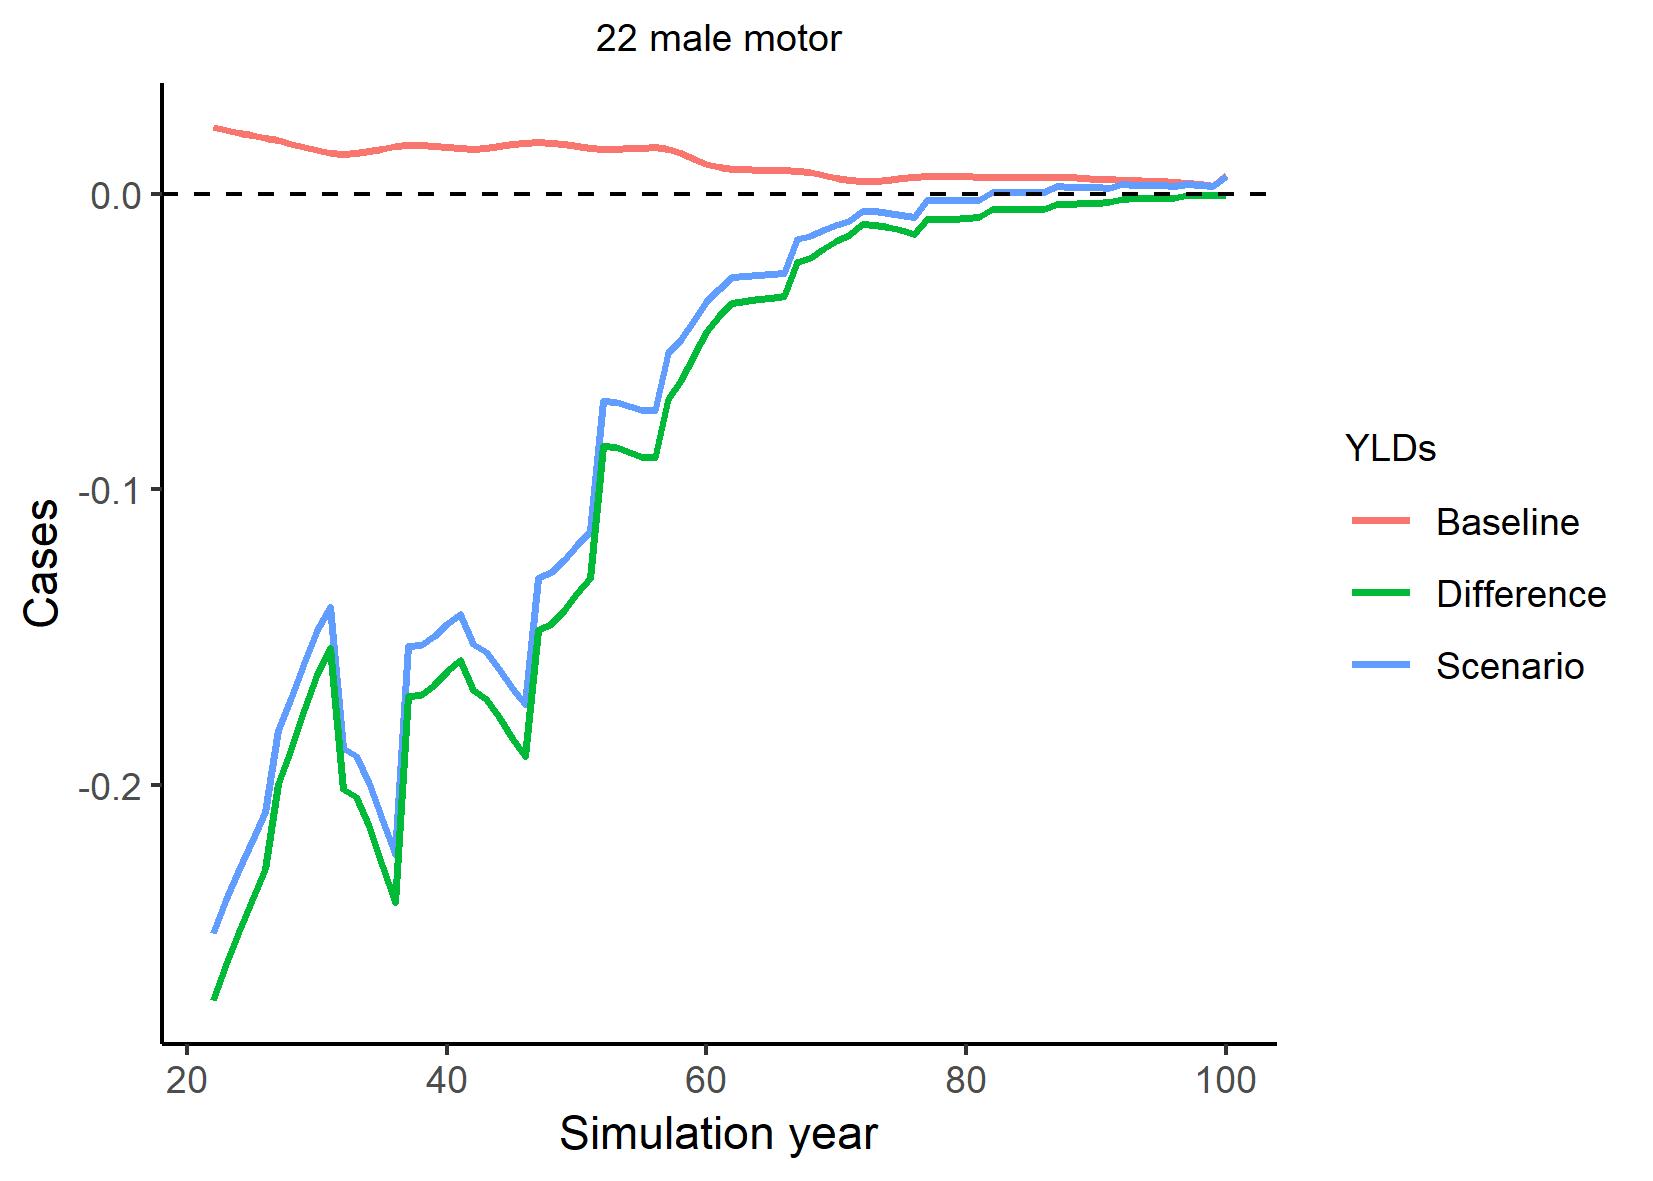 22 male motor
Cases
0.0
-0.1
-0.2
20 40 60 80 100
Simulation year
YLDs
Baseline
Difference
Scenario